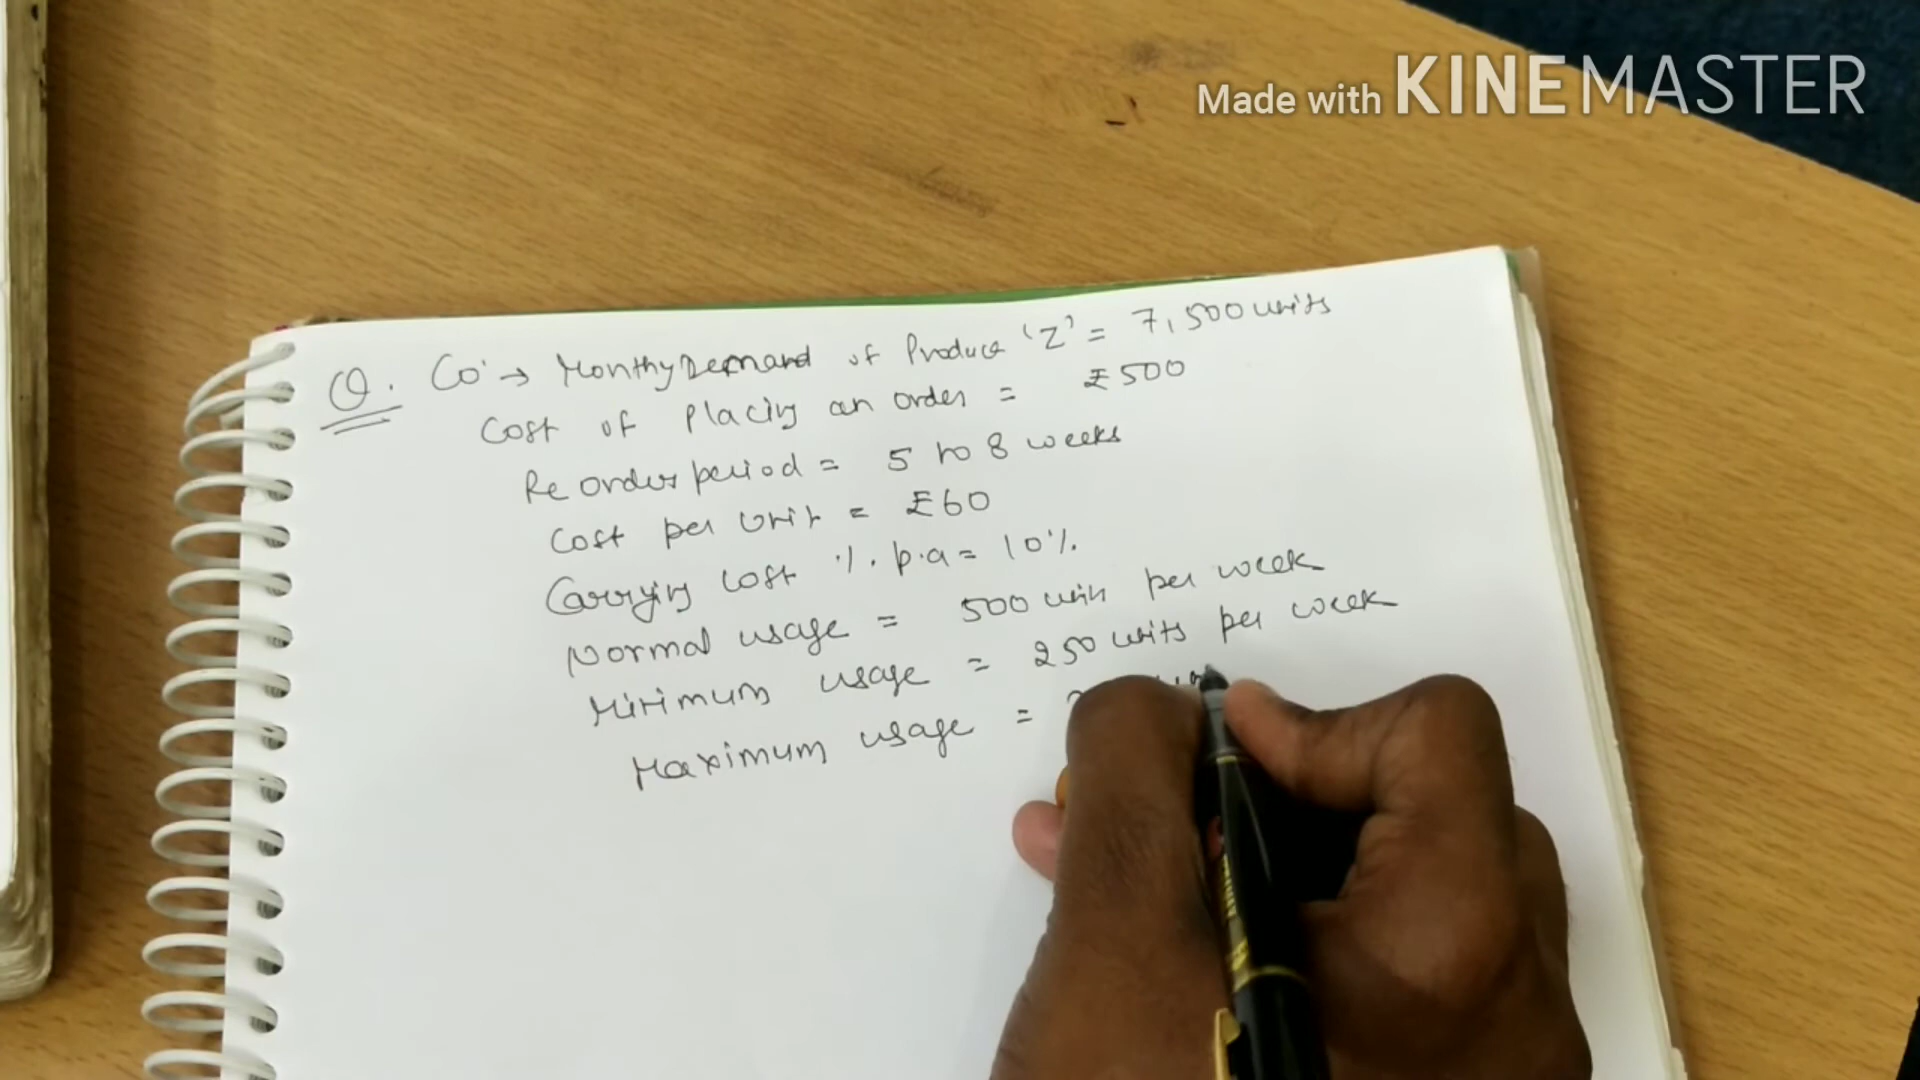 Made with KINEMASTER
Q. Co → Monthy Demand of Produce 'Z' = 7,500 units
Cost of Placing an order = ₹500
Re order period = 5 to 8 weeks
Cost per Unit = ₹60
Carrying Cost %. p.a = 10%.
Normal usage = 500 units per week
Minimum usage = 250 units per week
Maximum usage =